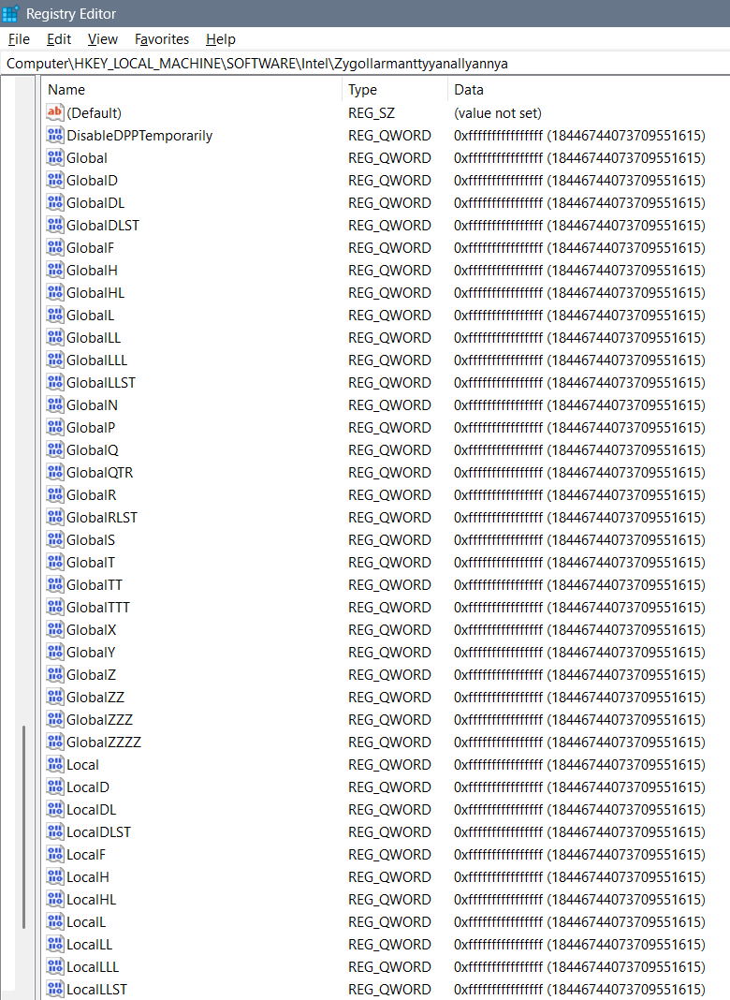 Registry Editor
File Edit View Favorites Help
Computer\HKEY_LOCAL_MACHINE\SOFTWARE\Intel\Zygollarmanttyyanallyannya
Name Type Data
(Default) REG_SZ (value not set)
DisableDPPTemporarily REG_QWORD 0xffffffffffffffff (18446744073709551615)
Global REG_QWORD 0xffffffffffffffff (18446744073709551615)
GlobalD REG_QWORD 0xffffffffffffffff (18446744073709551615)
GlobalDL REG_QWORD 0xffffffffffffffff (18446744073709551615)
GlobalDLST REG_QWORD 0xffffffffffffffff (18446744073709551615)
GlobalF REG_QWORD 0xffffffffffffffff (18446744073709551615)
GlobalH REG_QWORD 0xffffffffffffffff (18446744073709551615)
GlobalHL REG_QWORD 0xffffffffffffffff (18446744073709551615)
GlobalL REG_QWORD 0xffffffffffffffff (18446744073709551615)
GlobalLL REG_QWORD 0xffffffffffffffff (18446744073709551615)
GlobalLLL REG_QWORD 0xffffffffffffffff (18446744073709551615)
GlobalLLST REG_QWORD 0xffffffffffffffff (18446744073709551615)
GlobalN REG_QWORD 0xffffffffffffffff (18446744073709551615)
GlobalP REG_QWORD 0xffffffffffffffff (18446744073709551615)
GlobalQ REG_QWORD 0xffffffffffffffff (18446744073709551615)
GlobalQTR REG_QWORD 0xffffffffffffffff (18446744073709551615)
GlobalR REG_QWORD 0xffffffffffffffff (18446744073709551615)
GlobalRLST REG_QWORD 0xffffffffffffffff (18446744073709551615)
GlobalS REG_QWORD 0xffffffffffffffff (18446744073709551615)
GlobalT REG_QWORD 0xffffffffffffffff (18446744073709551615)
GlobalTT REG_QWORD 0xffffffffffffffff (18446744073709551615)
GlobalTTT REG_QWORD 0xffffffffffffffff (18446744073709551615)
GlobalX REG_QWORD 0xffffffffffffffff (18446744073709551615)
GlobalY REG_QWORD 0xffffffffffffffff (18446744073709551615)
GlobalZ REG_QWORD 0xffffffffffffffff (18446744073709551615)
GlobalZZ REG_QWORD 0xffffffffffffffff (18446744073709551615)
GlobalZZZ REG_QWORD 0xffffffffffffffff (18446744073709551615)
GlobalZZZZ REG_QWORD 0xffffffffffffffff (18446744073709551615)
Local REG_QWORD 0xffffffffffffffff (18446744073709551615)
LocalD REG_QWORD 0xffffffffffffffff (18446744073709551615)
LocalDL REG_QWORD 0xffffffffffffffff (18446744073709551615)
LocalDLST REG_QWORD 0xffffffffffffffff (18446744073709551615)
LocalF REG_QWORD 0xffffffffffffffff (18446744073709551615)
LocalH REG_QWORD 0xffffffffffffffff (18446744073709551615)
LocalHL REG_QWORD 0xffffffffffffffff (18446744073709551615)
LocalL REG_QWORD 0xffffffffffffffff (18446744073709551615)
LocalLL REG_QWORD 0xffffffffffffffff (18446744073709551615)
LocalLLL REG_QWORD 0xffffffffffffffff (18446744073709551615)
LocalLLST REG_QWORD 0xffffffffffffffff (18446744073709551615)